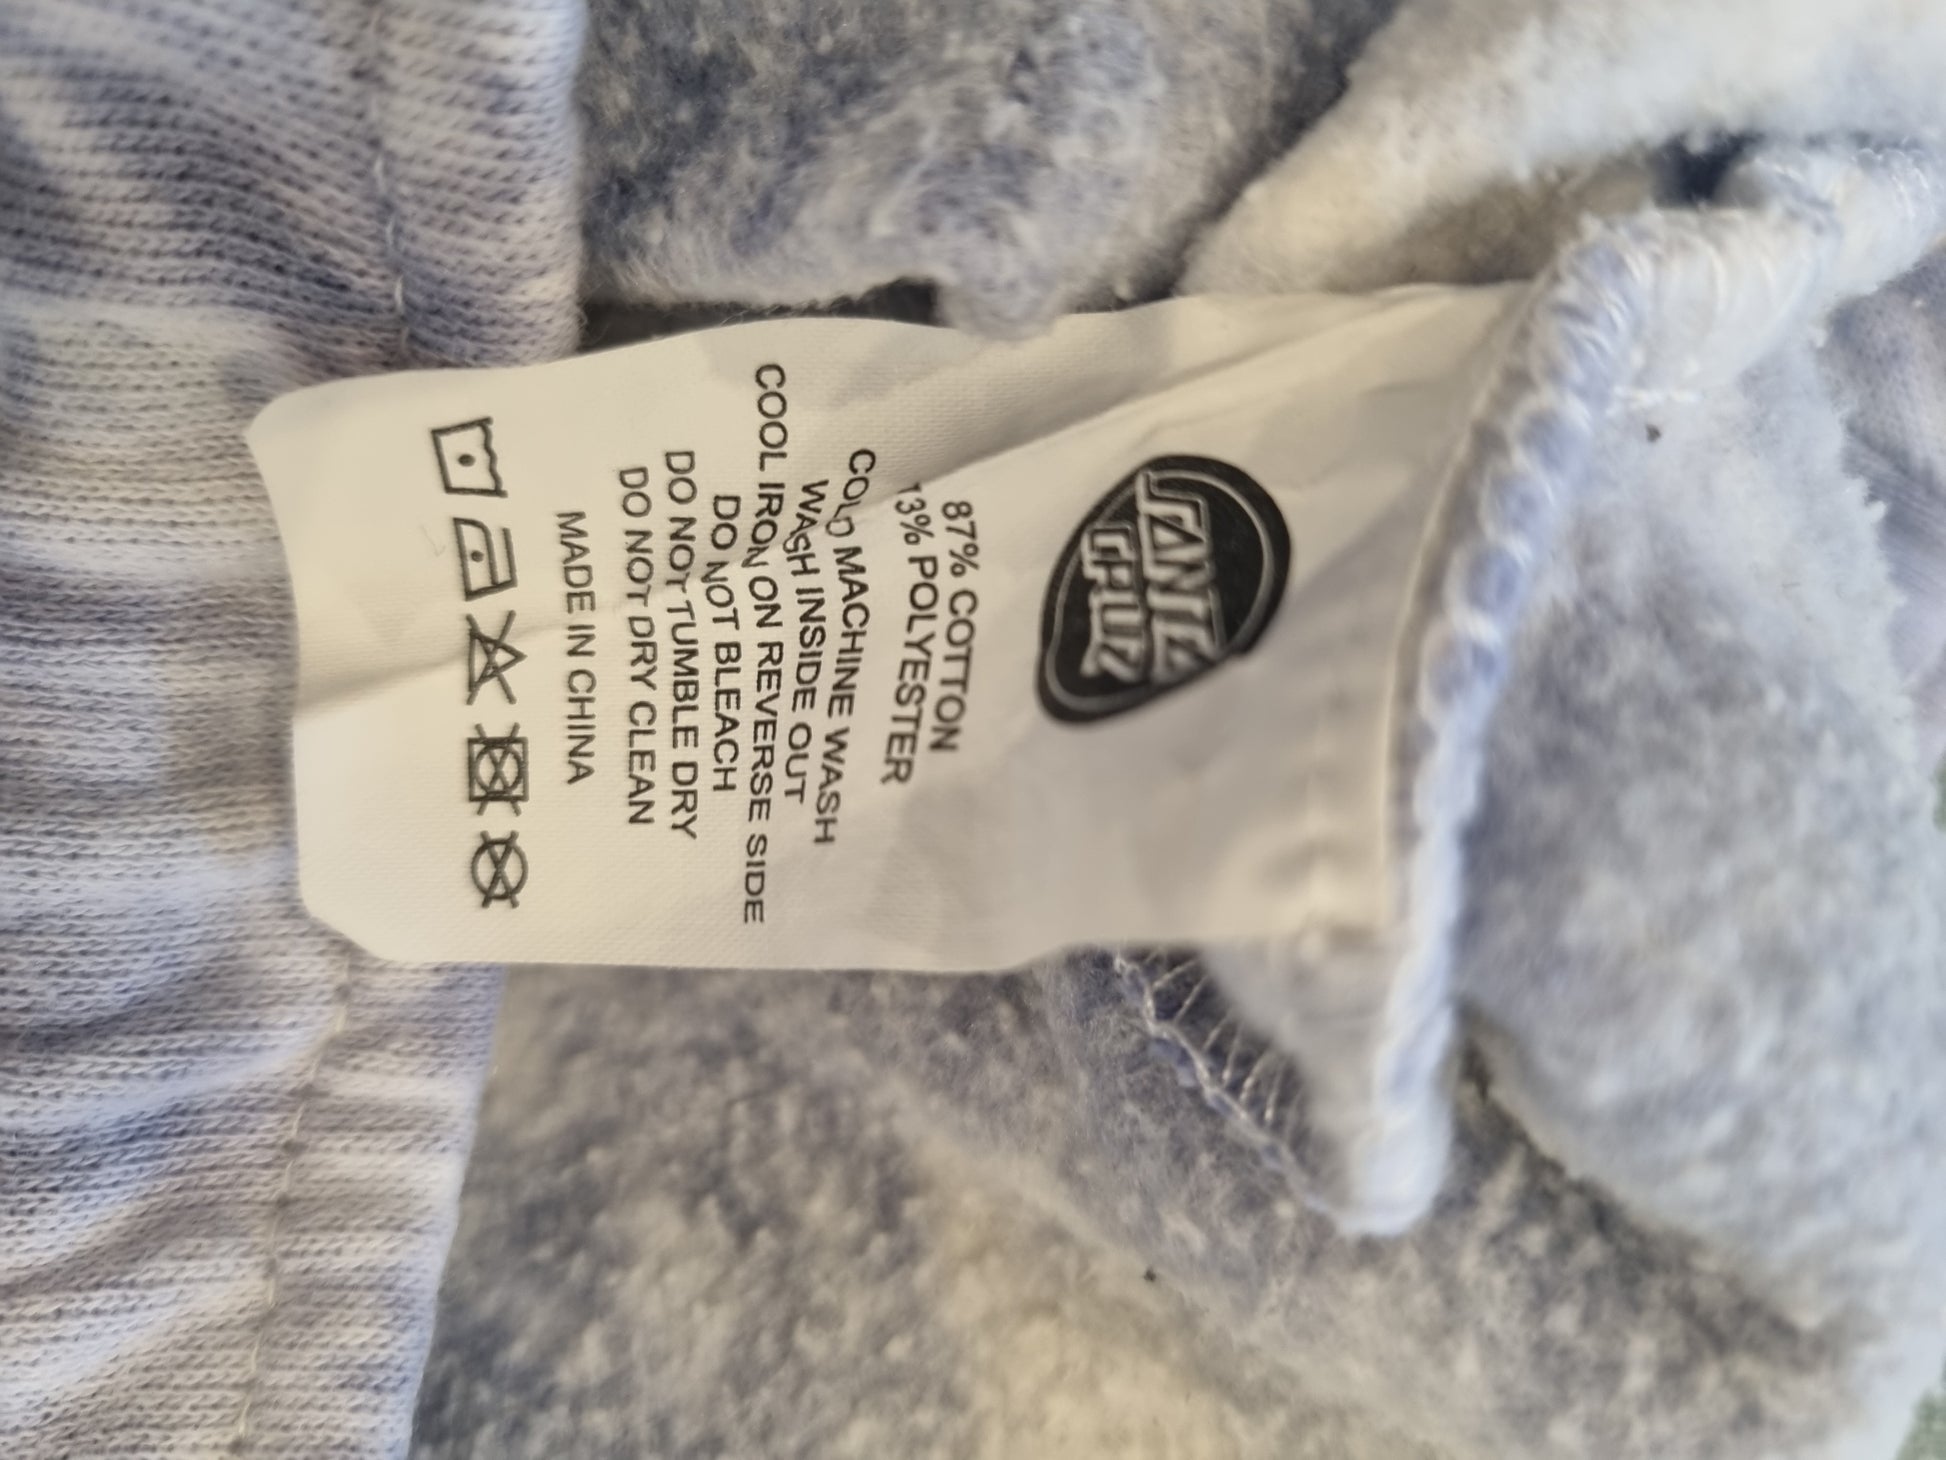 SANTA
CRUZ
87% COTTON
13% POLYESTER
COLD MACHINE WASH
WASH INSIDE OUT
COOL IRON ON REVERSE SIDE
DO NOT BLEACH
DO NOT TUMBLE DRY
DO NOT DRY CLEAN
MADE IN CHINA